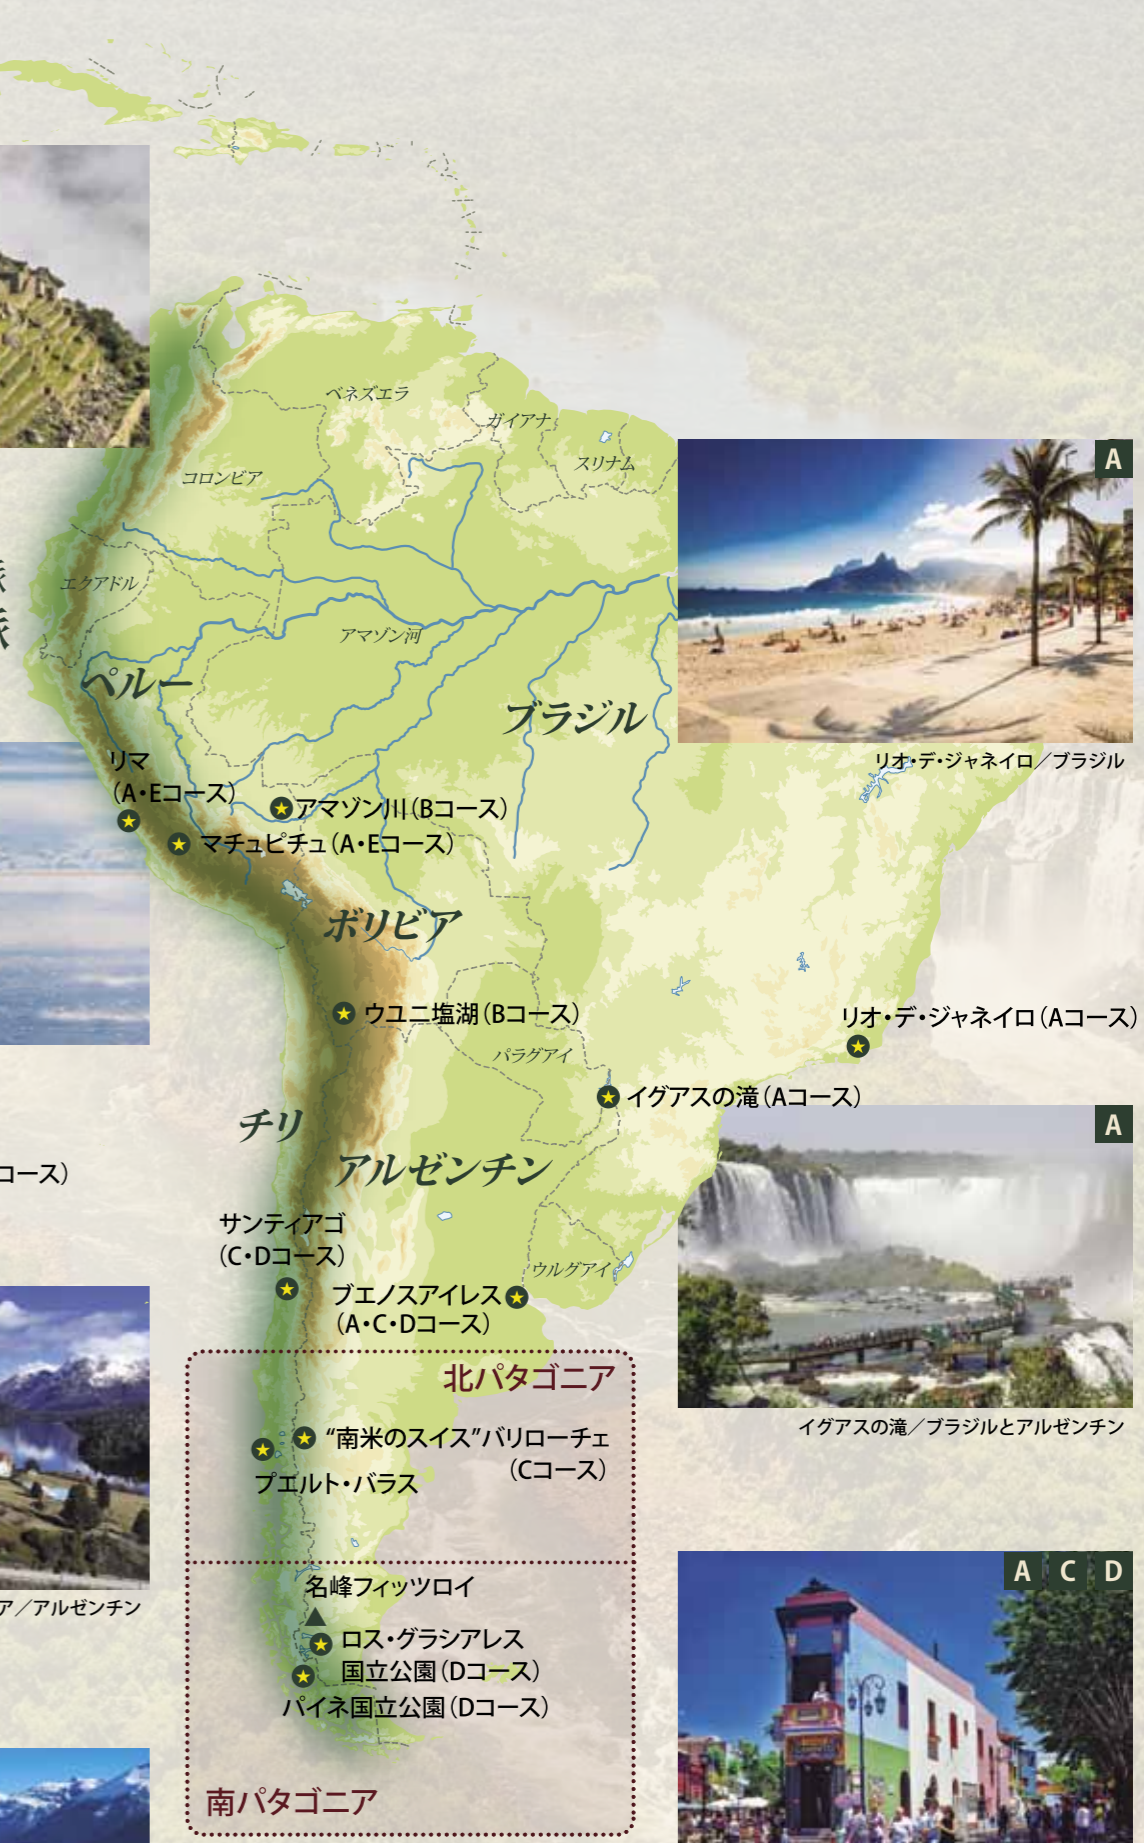 ベネズエラ
ガイアナ
スリナム
コロンビア
エクアドル
アマゾン河
ペルー
ブラジル
A
リオ・デ・ジャネイロ／ブラジル
リマ
（A・Eコース）
アマゾン川（Bコース）
マチュピチュ（A・Eコース）
ボリビア
ウユニ塩湖（Bコース）
リオ・デ・ジャネイロ（Aコース）
パラグアイ
イグアスの滝（Aコース）
チリ
アルゼンチン
コース）
A
サンティアゴ
（C・Dコース）
ウルグアイ
ブエノスアイレス
（A・C・Dコース）
北パタゴニア
イグアスの滝／ブラジルとアルゼンチン
“南米のスイス”バリローチェ
（Cコース）
プエルト・バラス
名峰フィッツロイ
ア／アルゼンチン
ロス・グラシアレス
国立公園（Dコース）
パイネ国立公園（Dコース）
南パタゴニア
A C D